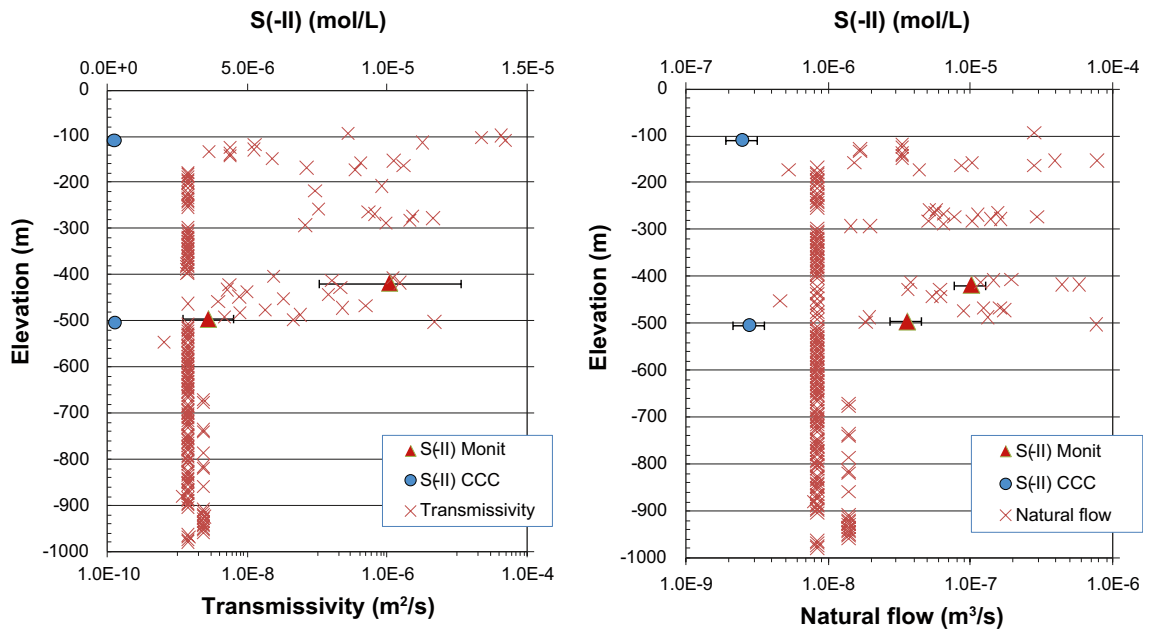 S(-II) (mol/L)
0.0E+0 5.0E-6 1.0E-5 1.5E-5
0
-100
-200
-300
-400
-500
-600
-700
-800
-900
-1000
Elevation (m)
S(-II) Monit
S(-II) CCC
Transmissivity
1.0E-10 1.0E-8 1.0E-6 1.0E-4
Transmissivity (m²/s)
S(-II) (mol/L)
1.0E-7 1.0E-6 1.0E-5 1.0E-4
0
-100
-200
-300
-400
-500
-600
-700
-800
-900
-1000
Elevation (m)
S(-II) Monit
S(-II) CCC
Natural flow
1.0E-9 1.0E-8 1.0E-7 1.0E-6
Natural flow (m³/s)